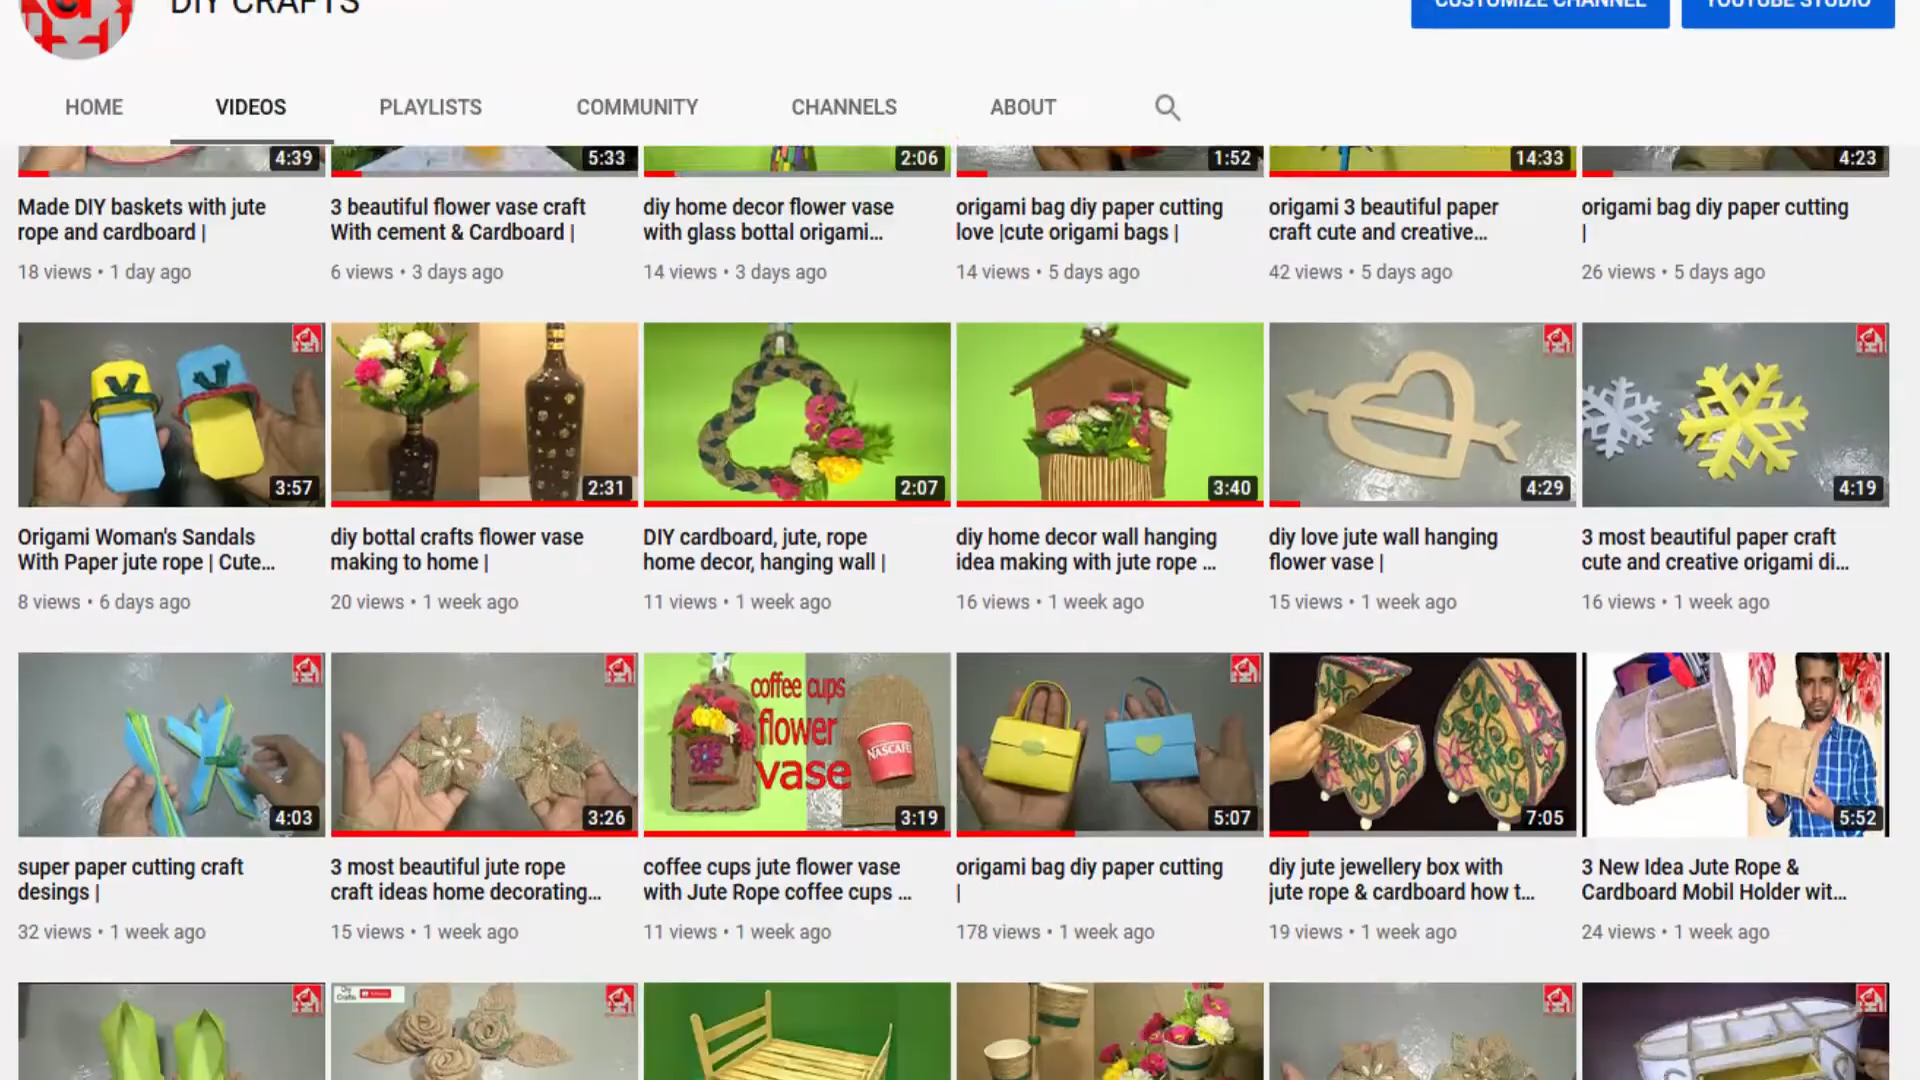 DIY CRAFTS
CUSTOMIZE CHANNEL
YOUTUBE STUDIO
HOME
VIDEOS
PLAYLISTS
COMMUNITY
CHANNELS
ABOUT
4:39
5:33
2:06
1:52
14:33
4:23
Made DIY baskets with jute
rope and cardboard |
18 views • 1 day ago
3 beautiful flower vase craft
With cement & Cardboard |
6 views • 3 days ago
diy home decor flower vase
with glass bottal origami...
14 views • 3 days ago
origami bag diy paper cutting
love |cute origami bags |
14 views • 5 days ago
origami 3 beautiful paper
craft cute and creative...
42 views • 5 days ago
origami bag diy paper cutting
|
26 views • 5 days ago
3:57
2:31
2:07
3:40
4:29
4:19
Origami Woman's Sandals
With Paper jute rope | Cute...
8 views • 6 days ago
diy bottal crafts flower vase
making to home |
20 views • 1 week ago
DIY cardboard, jute, rope
home decor, hanging wall |
11 views • 1 week ago
diy home decor wall hanging
idea making with jute rope ...
16 views • 1 week ago
diy love jute wall hanging
flower vase |
15 views • 1 week ago
3 most beautiful paper craft
cute and creative origami di...
16 views • 1 week ago
coffee cups
flower
vase
NASCAFE
4:03
3:26
3:19
5:07
7:05
5:52
super paper cutting craft
desings |
32 views • 1 week ago
3 most beautiful jute rope
craft ideas home decorating...
15 views • 1 week ago
coffee cups jute flower vase
with Jute Rope coffee cups ...
11 views • 1 week ago
origami bag diy paper cutting
|
178 views • 1 week ago
diy jute jewellery box with
jute rope & cardboard how t...
19 views • 1 week ago
3 New Idea Jute Rope &
Cardboard Mobil Holder wit...
24 views • 1 week ago
Diy
Crafts